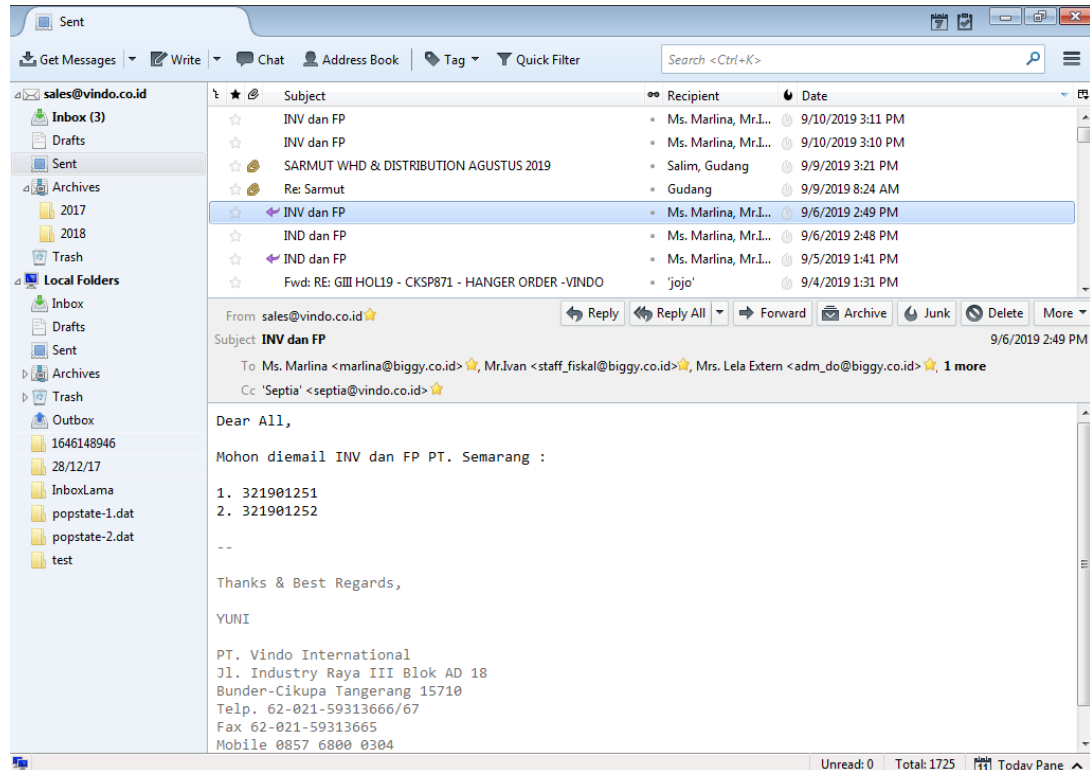 Sent
Get Messages Write Chat Address Book Tag Quick Filter Search <Ctrl+K>
sales@vindo.co.id
Inbox (3)
Drafts
Sent
Archives
2017
2018
Trash
Local Folders
Inbox
Drafts
Sent
Archives
Trash
Outbox
1646148946
28/12/17
InboxLama
popstate-1.dat
popstate-2.dat
test
Subject Recipient Date
INV dan FP Ms. Marlina, Mr.I... 9/10/2019 3:11 PM
INV dan FP Ms. Marlina, Mr.I... 9/10/2019 3:10 PM
SARMUT WHD & DISTRIBUTION AGUSTUS 2019 Salim, Gudang 9/9/2019 3:21 PM
Re: Sarmut Gudang 9/9/2019 8:24 AM
INV dan FP Ms. Marlina, Mr.I... 9/6/2019 2:49 PM
IND dan FP Ms. Marlina, Mr.I... 9/6/2019 2:48 PM
IND dan FP Ms. Marlina, Mr.I... 9/5/2019 1:41 PM
Fwd: RE: GIII HOL19 - CKSP871 - HANGER ORDER -VINDO 'jojo' 9/4/2019 1:31 PM
From sales@vindo.co.id Reply Reply All Forward Archive Junk Delete More
Subject INV dan FP 9/6/2019 2:49 PM
To Ms. Marlina <marlina@biggy.co.id>, Mr.Ivan <staff_fiskal@biggy.co.id>, Mrs. Lela Extern <adm_do@biggy.co.id>, 1 more
Cc 'Septia' <septia@vindo.co.id>
Dear All,
Mohon diemail INV dan FP PT. Semarang :
1. 321901251
2. 321901252
--
Thanks & Best Regards,
YUNI
PT. Vindo International
Jl. Industry Raya III Blok AD 18
Bunder-Cikupa Tangerang 15710
Telp. 62-021-59313666/67
Fax 62-021-59313665
Mobile 0857 6800 0304
Unread: 0 Total: 1725 11 Today Pane